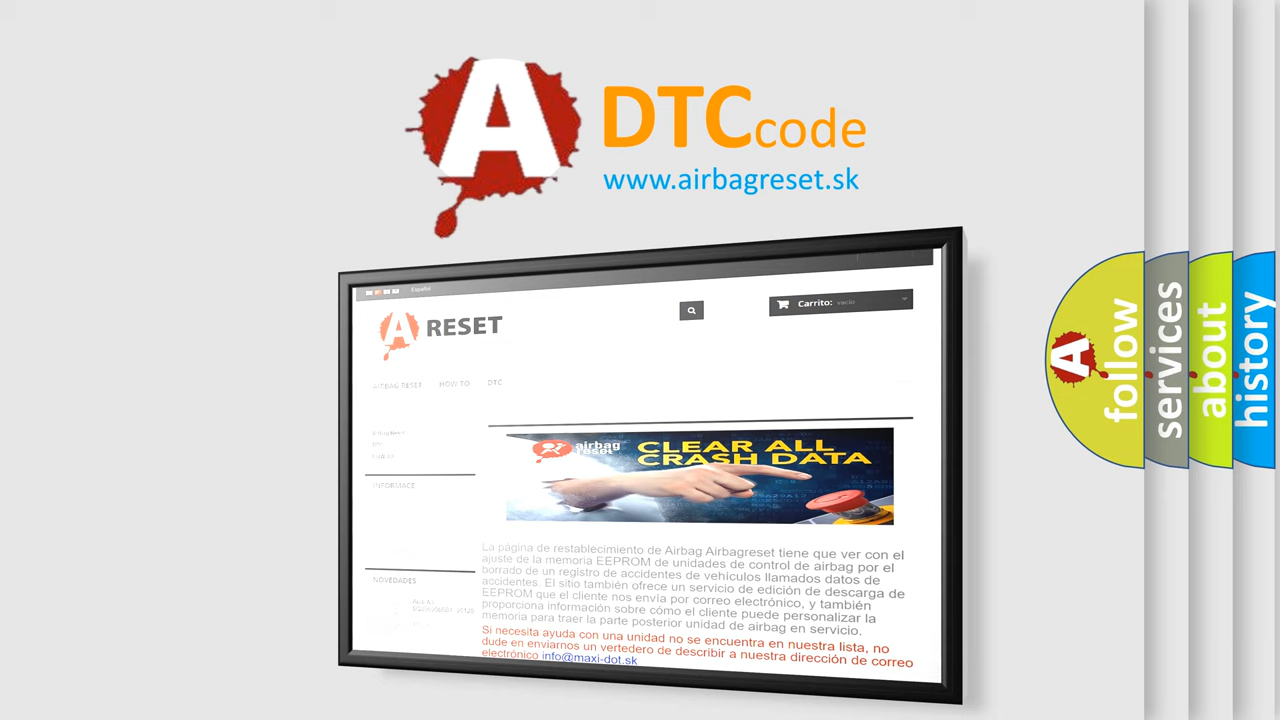 A
DTCcode
www.airbagreset.sk
Español
A RESET
Carrito: vacío
AIRBAG RESET HOW TO DTC
INFORMACE
NOVEDADES
airbag
reset
CLEAR ALL
CRASH DATA
La página de restablecimiento de Airbag Airbagreset tiene que ver con el
ajuste de la memoria EEPROM de unidades de control de airbag por el
borrado de un registro de accidentes de vehículos llamados datos de
accidentes. El sitio también ofrece un servicio de edición de descarga de
EEPROM que el cliente nos envía por correo electrónico, y también
proporciona información sobre cómo el cliente puede personalizar la
memoria para traer la parte posterior unidad de airbag en servicio.
Si necesita ayuda con una unidad no se encuentra en nuestra lista, no
dude en enviarnos un vertedero de describir a nuestra dirección de correo
electrónico info@maxi-dot.sk
A
follow
services
about
history